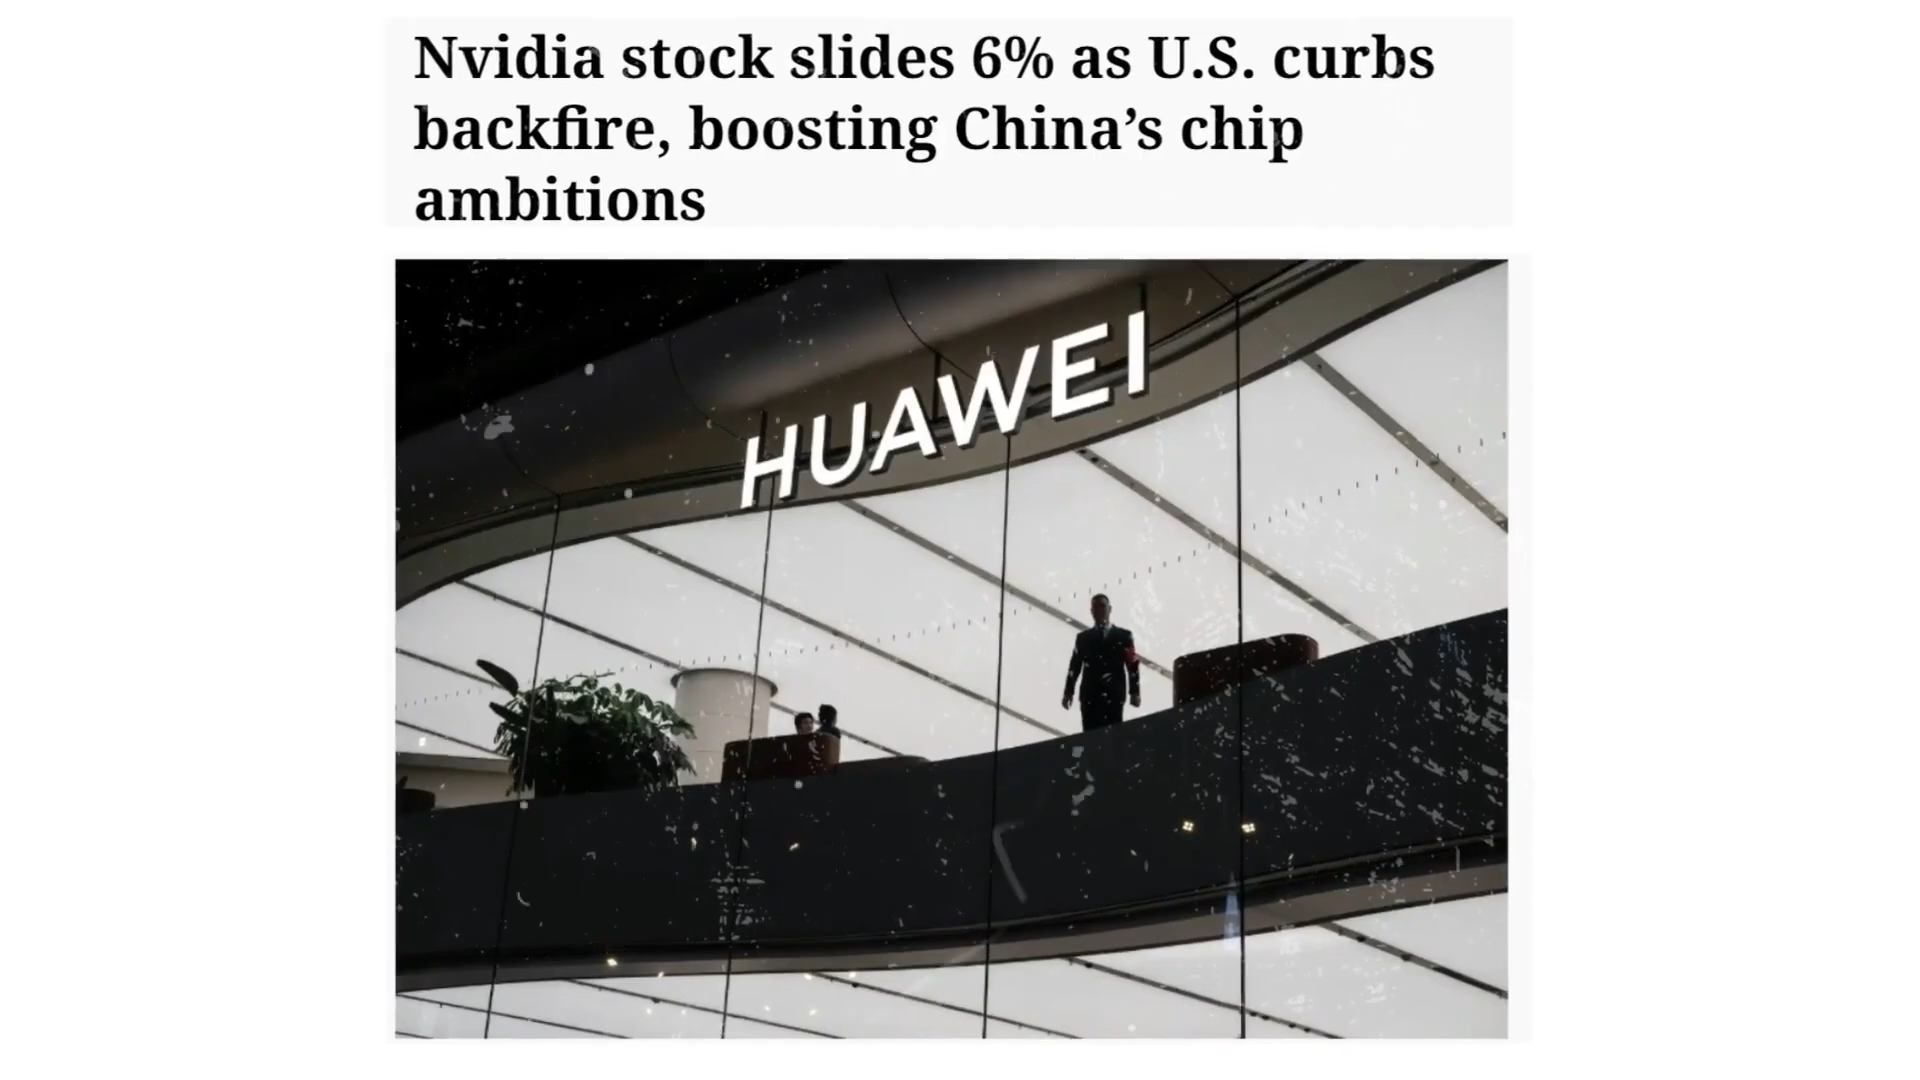 Nvidia stock slides 6% as U.S. curbs
backfire, boosting China’s chip
ambitions
HUAWEI